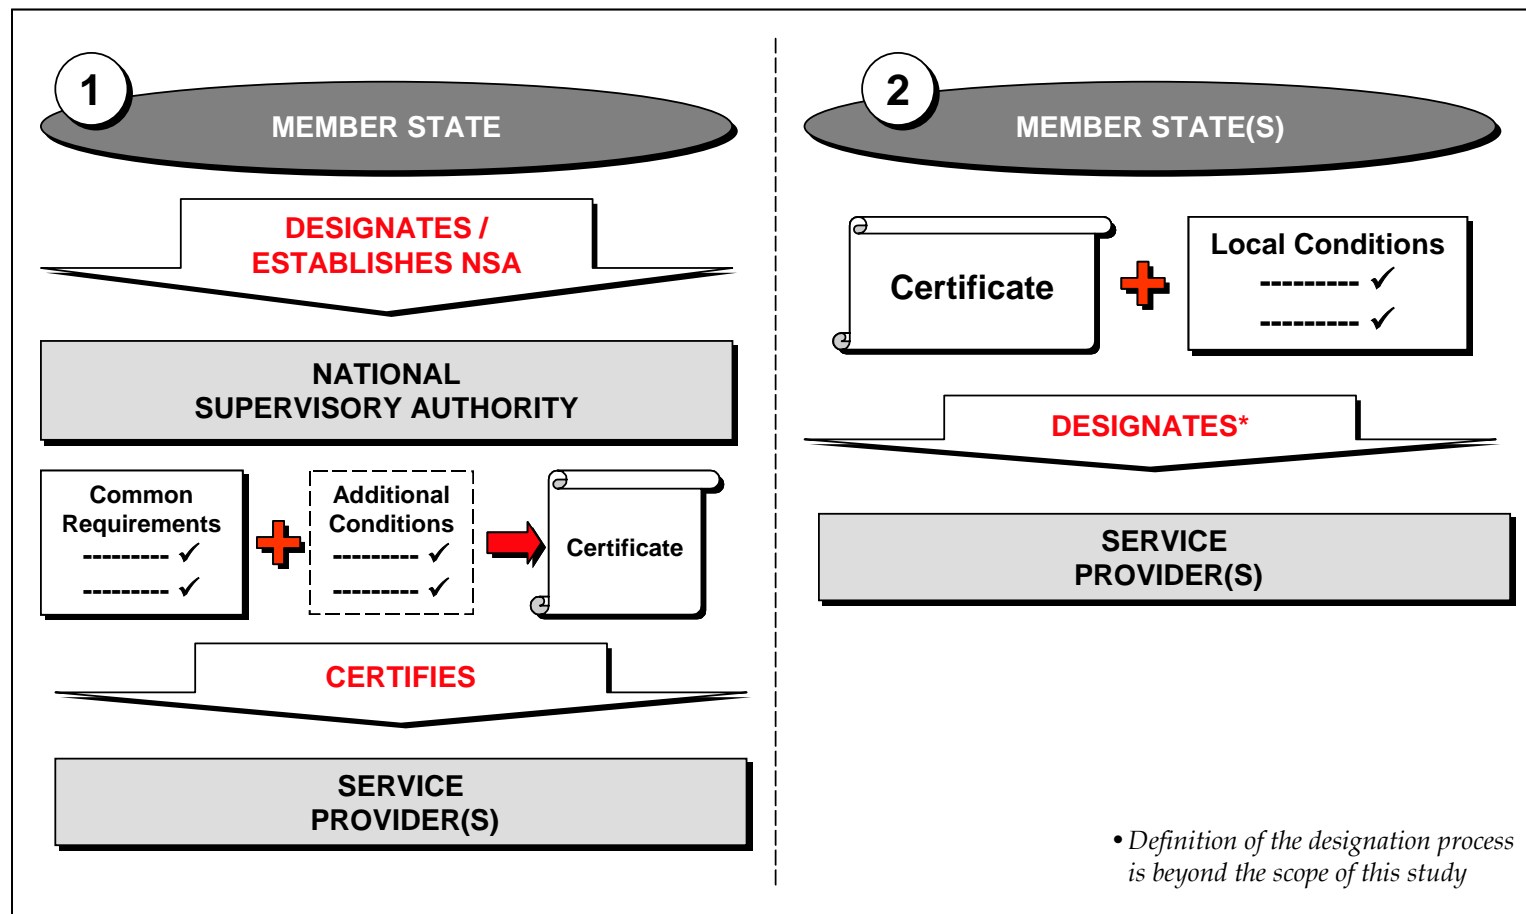 1
MEMBER STATE
DESIGNATES /
ESTABLISHES NSA
NATIONAL
SUPERVISORY AUTHORITY
Common
Requirements
--------- ✓
--------- ✓
Additional
Conditions
--------- ✓
--------- ✓
Certificate
CERTIFIES
SERVICE
PROVIDER(S)
2
MEMBER STATE(S)
Certificate
Local Conditions
--------- ✓
--------- ✓
DESIGNATES*
SERVICE
PROVIDER(S)
• Definition of the designation process
is beyond the scope of this study